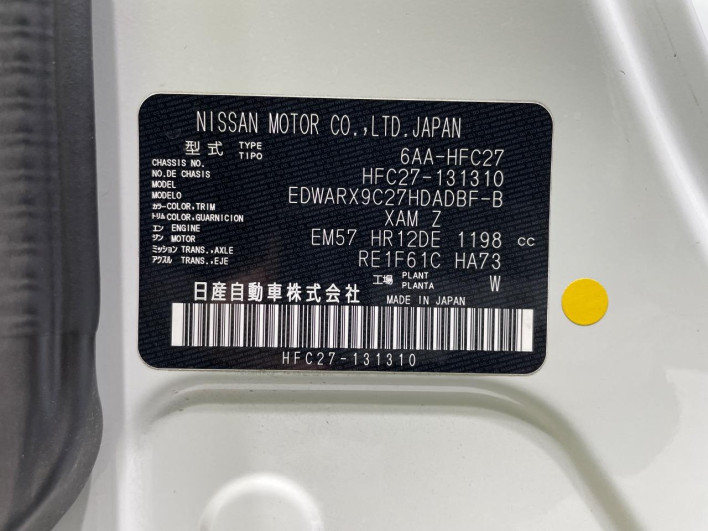 NISSAN MOTOR CO.,LTD.JAPAN
型式 TYPE TIPO 6AA-HFC27
CHASSIS NO.
NO.DE CHASIS HFC27-131310
MODEL
MODELO EDWARX9C27HDADBF-B
カラー COLOR,TRIM
トリム COLOR,GUARNICION XAM Z
エン ENGINE
ジン MOTOR EM57 HR12DE 1198 cc
ミッション TRANS.,AXLE
アクスル TRANS.,EJE RE1F61C HA73
工場 PLANT PLANTA W
日産自動車株式会社 MADE IN JAPAN
HFC27-131310